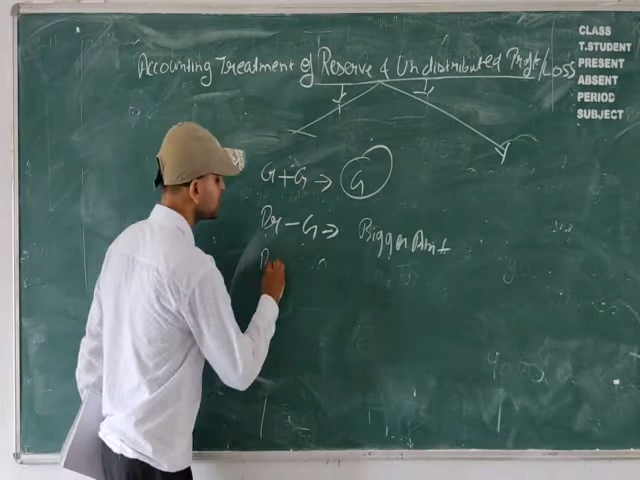 Accounting Treatment of Reserve & Undistributed Profit/Loss
G+G → G
Dr - G → Bigger Amt
CLASS
T.STUDENT
PRESENT
ABSENT
PERIOD
SUBJECT